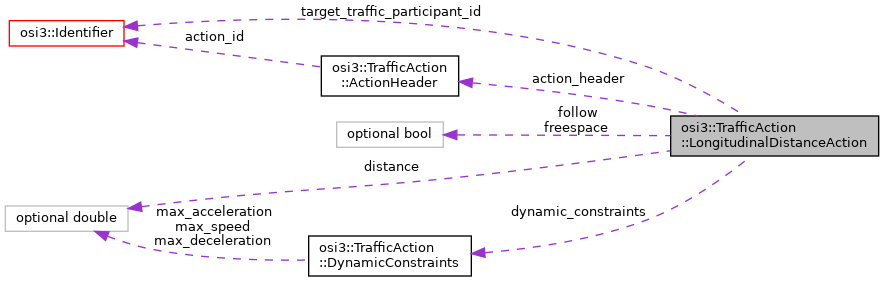 target_traffic_participant_id
osi3::Identifier
action_id
osi3::TrafficAction
::ActionHeader
action_header
follow
freespace
optional bool
osi3::TrafficAction
::LongitudinalDistanceAction
distance
optional double
max_acceleration
max_speed
max_deceleration
dynamic_constraints
osi3::TrafficAction
::DynamicConstraints